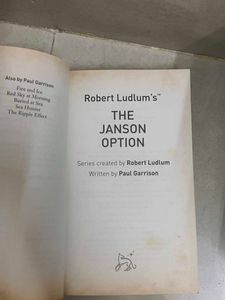 Also by Paul Garrison
Fire and Ice
Red Sky at Morning
Buried at Sea
Sea Hunter
The Ripple Effect
Robert Ludlum's™
THE
JANSON
OPTION
Series created by Robert Ludlum
Written by Paul Garrison